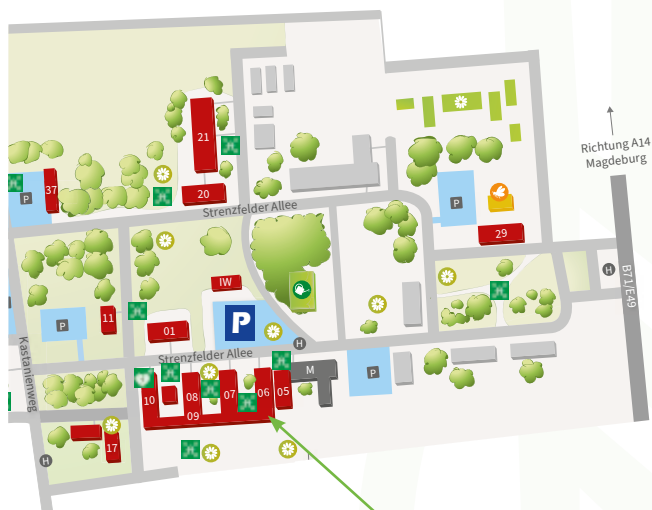 21
Richtung A14
Magdeburg
37
P
20
P
Strenzfelder Allee
29
H
B71/E49
IW
11
P
P
01
H
Kastanienweg
Strenzfelder Allee
M
P
10
08
07
06
05
09
17
H